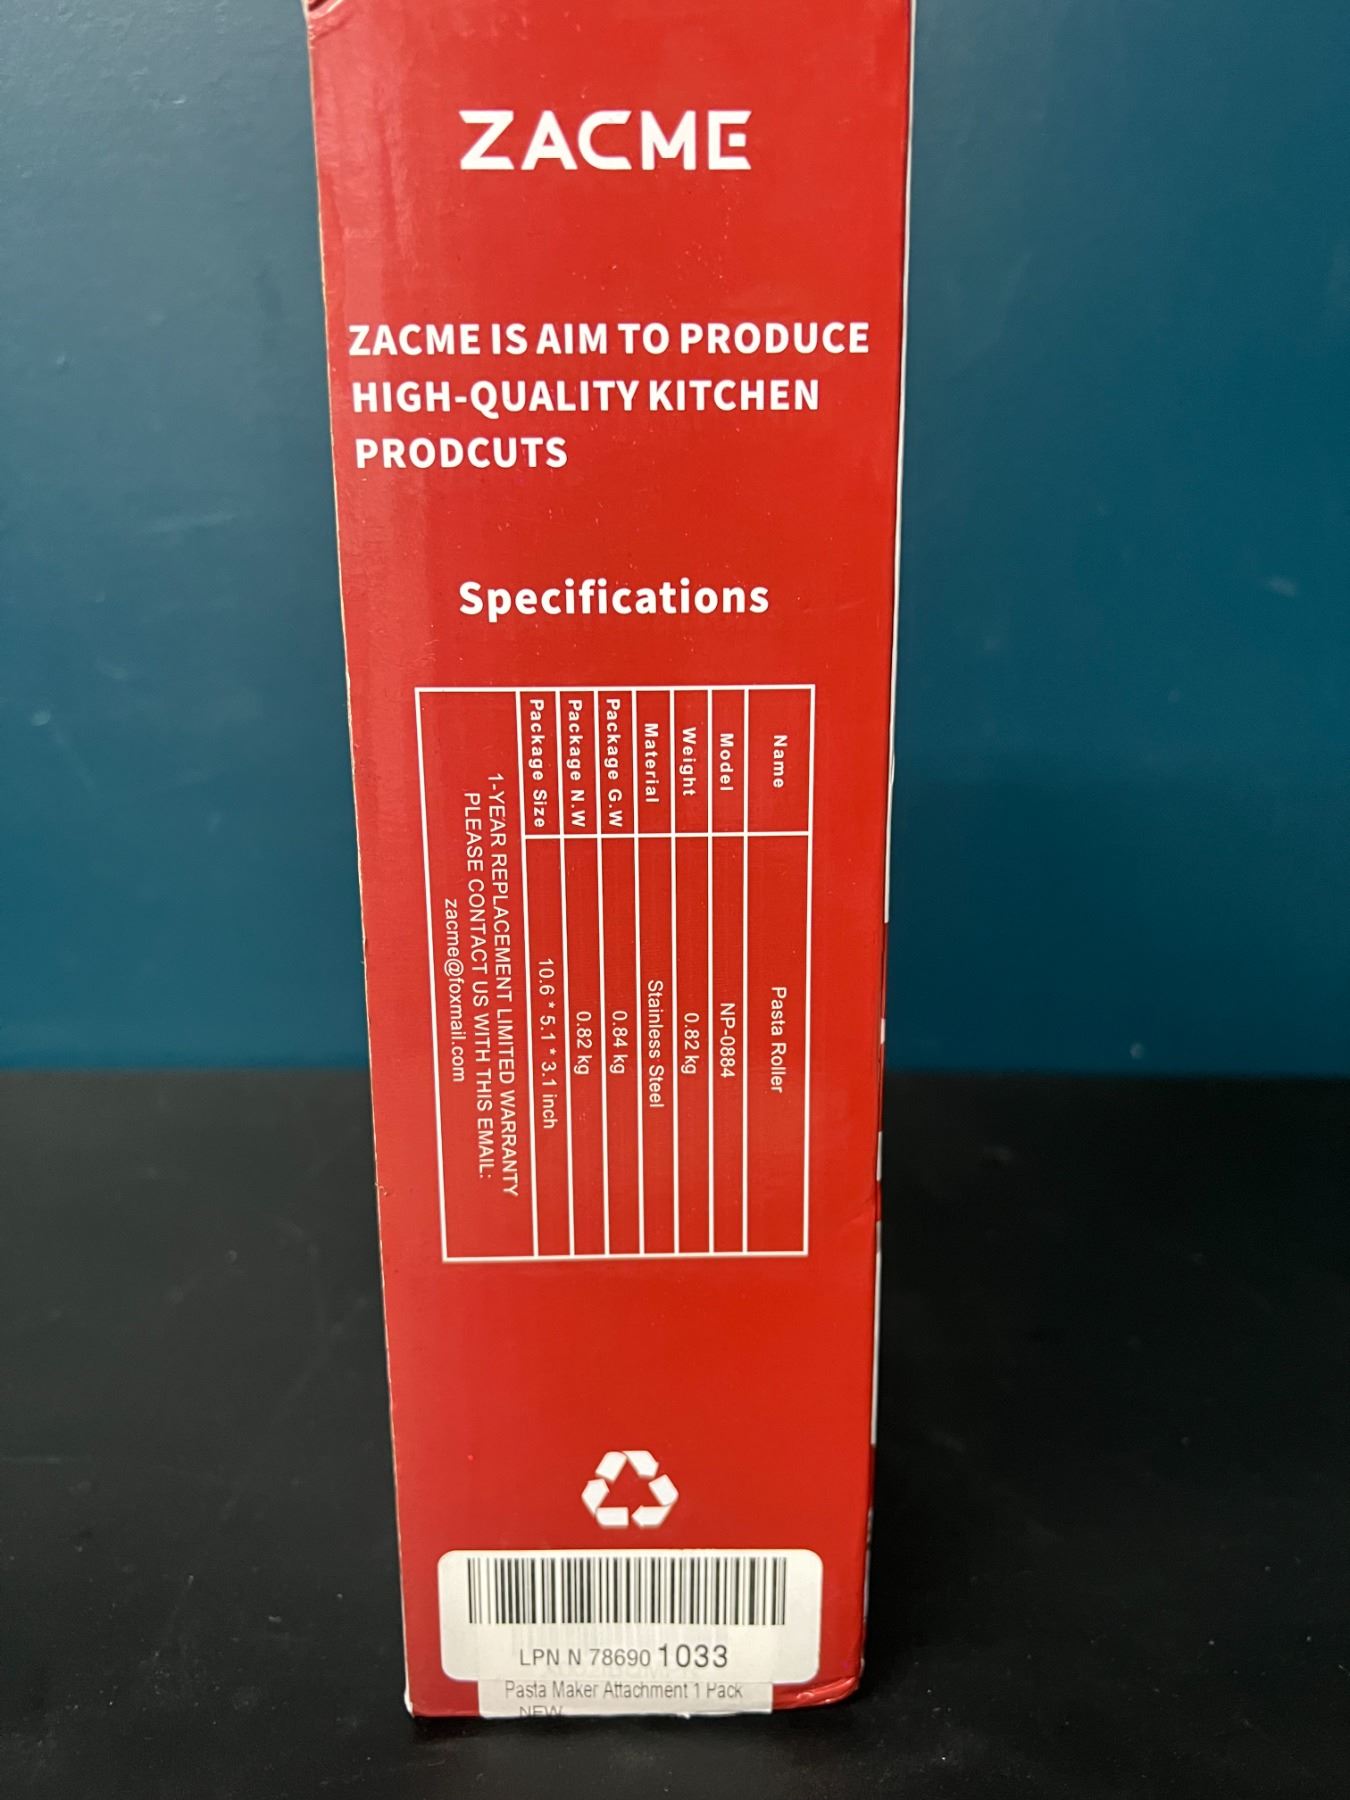 ZACME
ZACME IS AIM TO PRODUCE
HIGH-QUALITY KITCHEN
PRODCUTS
Specifications
Name Pasta Roller
Model NP-0884
Weight 0.82 kg
Material Stainless Steel
Package G.W 0.84 kg
Package N.W 0.82 kg
Package Size 10.6 * 5.1 * 3.1 inch
1-YEAR REPLACEMENT LIMITED WARRANTY
PLEASE CONTACT US WITH THIS EMAIL:
zacme@foxmail.com
LPN N 78690 1033
Pasta Maker Attachment 1 Pack
NEW